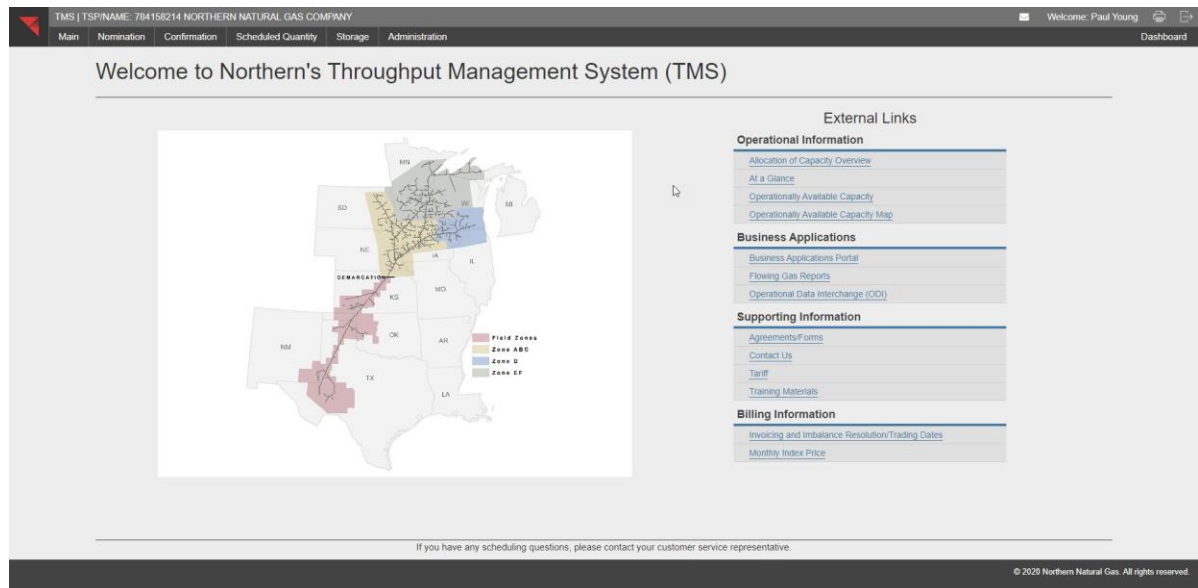 TMS | TSP/NAME: 784158214 NORTHERN NATURAL GAS COMPANY
Welcome: Paul Young
Main Nomination Confirmation Scheduled Quantity Storage Administration
Dashboard
Welcome to Northern's Throughput Management System (TMS)
External Links
Operational Information
Allocation of Capacity Overview
At a Glance
Operationally Available Capacity
Operationally Available Capacity Map
Business Applications
Business Applications Portal
Flowing Gas Reports
Operational Data Interchange (ODI)
Supporting Information
Agreements/Forms
Contact Us
Tariff
Training Materials
Billing Information
Invoicing and Imbalance Resolution/Trading Dates
Monthly Index Price
MN
SD
WI
MI
NE
IA
IL
DEMARCATION
KS
MO
OK
AR
NM
TX
LA
Field Zones
Zone ABC
Zone D
Zone EF
If you have any scheduling questions, please contact your customer service representative.
© 2020 Northern Natural Gas. All rights reserved.